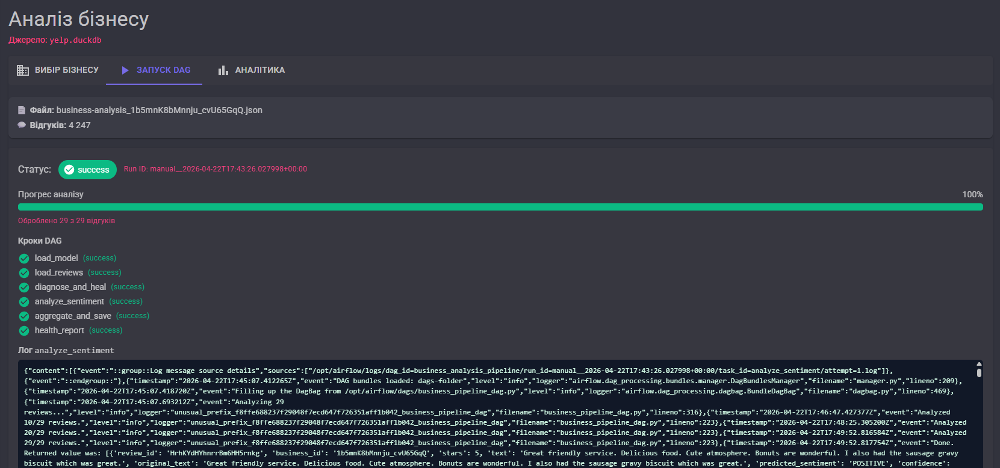 Аналіз бізнесу
Джерело: yelp.duckdb
ВИБІР БІЗНЕСУ
ЗАПУСК DAG
АНАЛІТИКА
Файл: business-analysis_1b5mnK8bMnnju_cvU65GqQ.json
Відгуків: 4 247
Статус: success Run ID: manual__2026-04-22T17:43:26.027998+00:00
Прогрес аналізу 100%
Оброблено 29 з 29 відгуків
Кроки DAG
load_model (success)
load_reviews (success)
diagnose_and_heal (success)
analyze_sentiment (success)
aggregate_and_save (success)
health_report (success)
Лог analyze_sentiment
{"content":[{"event":"::group::Log message source details","sources":["/opt/airflow/logs/dag_id=business_analysis_pipeline/run_id=manual__2026-04-22T17:43:26.027998+00:00/task_id=analyze_sentiment/attempt=1.log"]},
{"event":"::endgroup::"},{"timestamp":"2026-04-22T17:45:07.412265Z","event":"DAG bundles loaded: dags-folder","level":"info","logger":"airflow.dag_processing.bundles.manager.DagBundlesManager","filename":"manager.py","lineno":209},
{"timestamp":"2026-04-22T17:45:07.418720Z","event":"Filling up the DagBag from /opt/airflow/dags/business_pipeline_dag.py","level":"info","logger":"airflow.dag_processing.dagbag.BundleDagBag","filename":"dagbag.py","lineno":469},
{"timestamp":"2026-04-22T17:45:07.693212Z","event":"Analyzing 29
reviews...","level":"info","logger":"unusual_prefix_f8ffe688237f29048f7ecd647f726351aff1b042_business_pipeline_dag","filename":"business_pipeline_dag.py","lineno":316},{"timestamp":"2026-04-22T17:46:47.427377Z","event":"Analyzed
10/29 reviews.","level":"info","logger":"unusual_prefix_f8ffe688237f29048f7ecd647f726351aff1b042_business_pipeline_dag","filename":"business_pipeline_dag.py","lineno":223},{"timestamp":"2026-04-22T17:48:25.305200Z","event":"Analyzed
20/29 reviews.","level":"info","logger":"unusual_prefix_f8ffe688237f29048f7ecd647f726351aff1b042_business_pipeline_dag","filename":"business_pipeline_dag.py","lineno":223},{"timestamp":"2026-04-22T17:49:52.816584Z","event":"Analyzed
29/29 reviews.","level":"info","logger":"unusual_prefix_f8ffe688237f29048f7ecd647f726351aff1b042_business_pipeline_dag","filename":"business_pipeline_dag.py","lineno":223},{"timestamp":"2026-04-22T17:49:52.817754Z","event":"Done.
Returned value was: [{'review_id': 'HrhKYdHYhnrrBm6HH5rnkg', 'business_id': '1b5mnK8bMnnju_cvU65GqQ', 'stars': 5, 'text': 'Great friendly service. Delicious food. Cute atmosphere. Bonuts are wonderful. I also had the sausage gravy
biscuit which was great.', 'original_text': 'Great friendly service. Delicious food. Cute atmosphere. Bonuts are wonderful. I also had the sausage gravy biscuit which was great.', 'predicted_sentiment': 'POSITIVE', 'confidence':